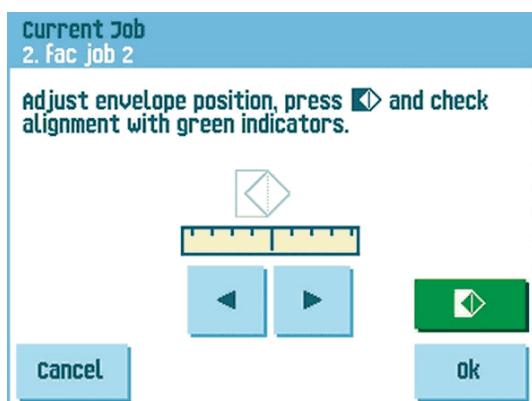 Current Job
2. Fac job 2
Adjust envelope position, press and check
alignment with green indicators.
Cancel
Ok